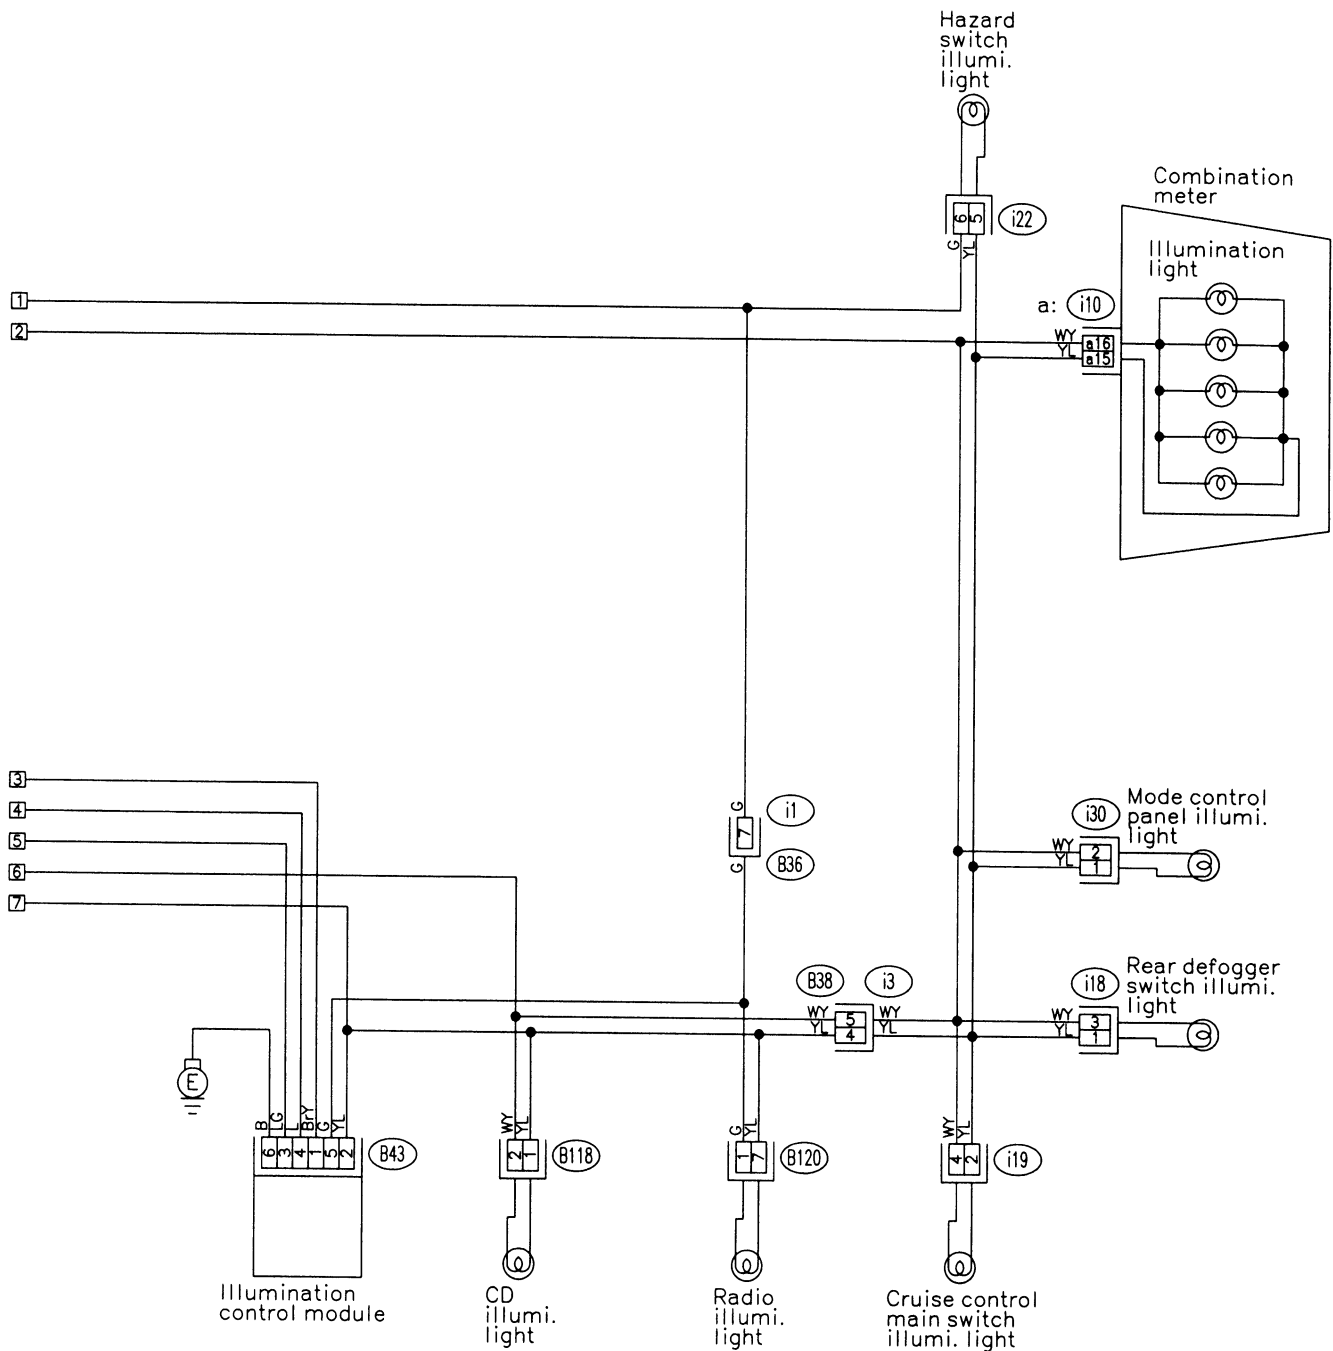 Hazard
switch
illumi.
light
6 5
i22
G YL
Combination
meter
Illumination
light
1
2
a: i10
WY a16
YL a15
3
4
5
6
7
G
7
G
i1
B36
i30
Mode control
panel illumi.
light
WY 2
YL 1
B38
i3
WY 5 WY
YL 4 YL
i18
Rear defogger
switch illumi.
light
WY 3
YL 1
E
B LG L BrY G YL
6 3 4 1 5 2
B43
WY YL
2 1
B118
G YL
1 7
B120
WY YL
4 2
i19
Illumination
control module
CD
illumi.
light
Radio
illumi.
light
Cruise control
main switch
illumi. light